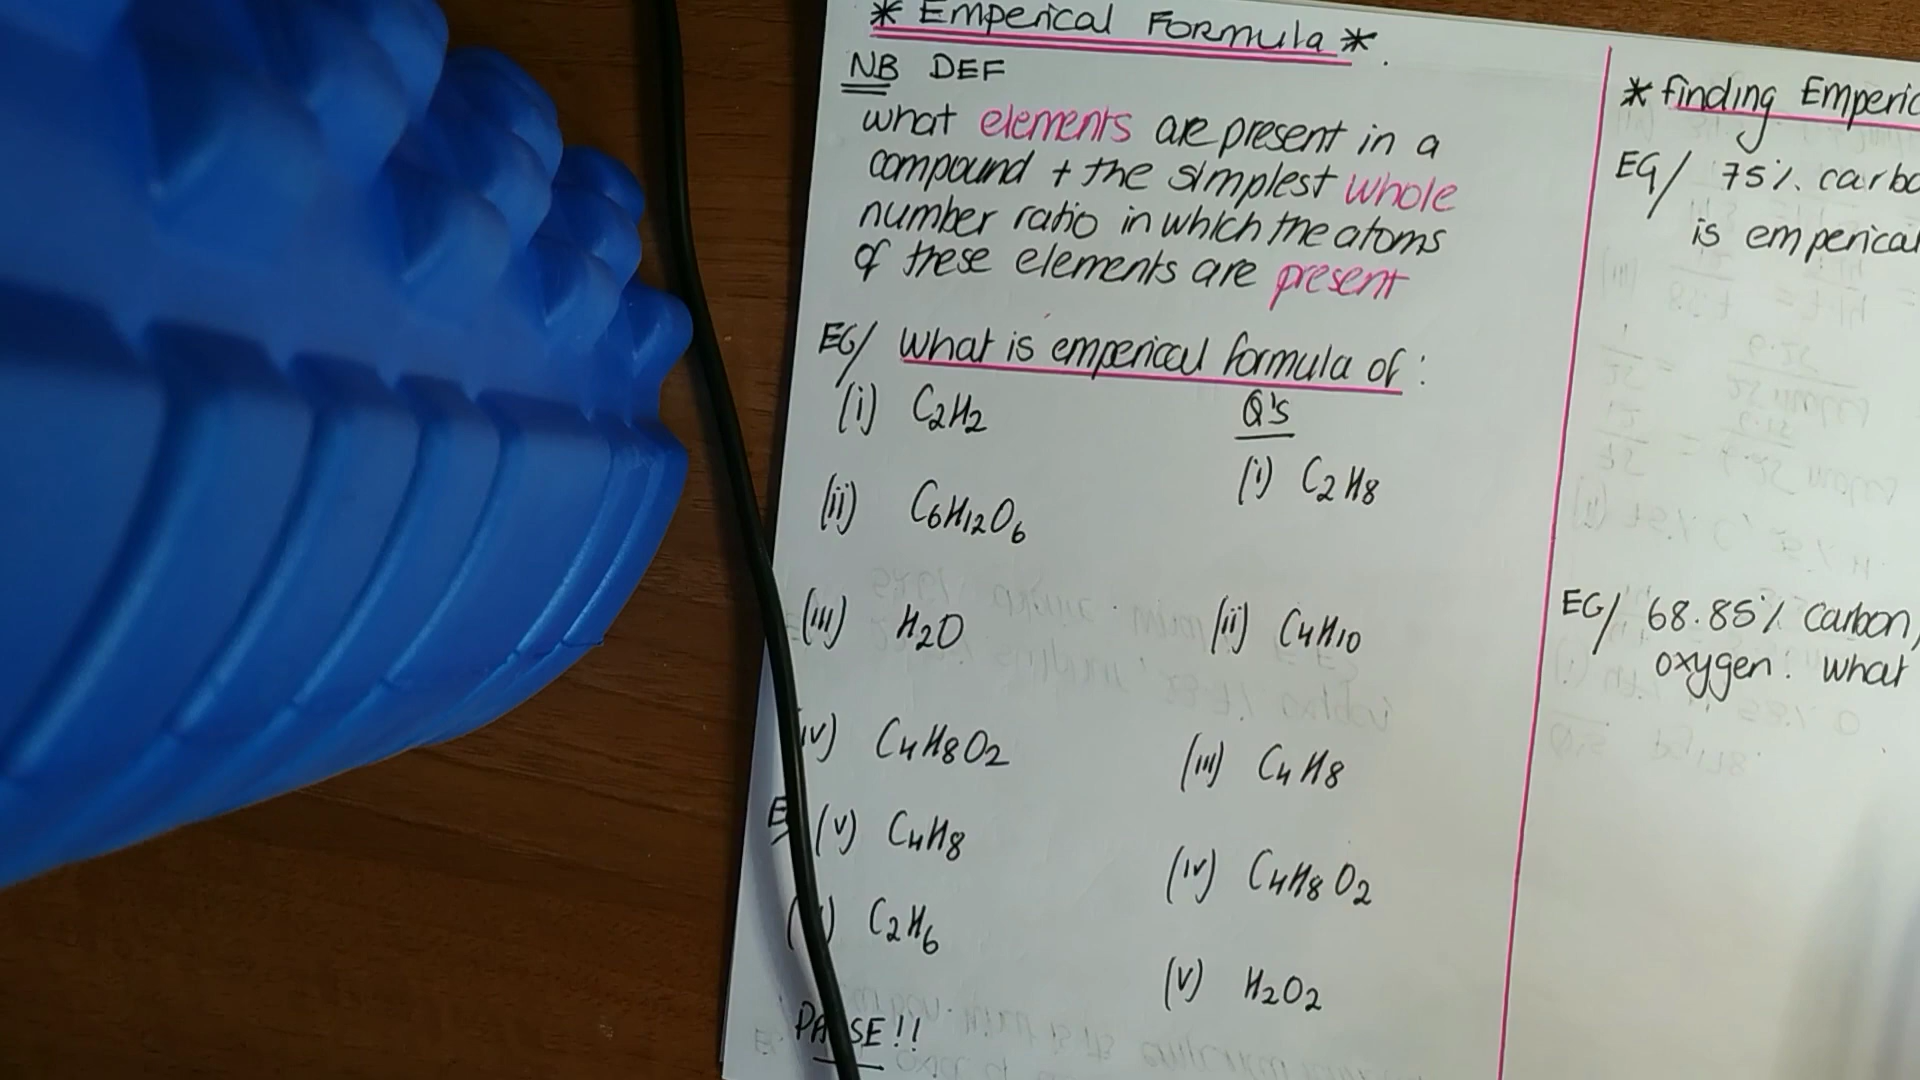 * Emperical Formula *.
NB DEF
what elements are present in a
compound + the simplest whole
number ratio in which the atoms
of these elements are present
EG/ What is emperical formula of :
(i) C2H2
(ii) C6H12O6
(iii) H2O
iv) C4H8O2
(v) C4H8
C2H6
PAUSE!!
Q's
(i) C2H8
(ii) C4H10
(iii) C4H8
(iv) C4H8O2
(v) H2O2
* finding Emperic
EG/ 75%. carbo
is emperical
EG/ 68.85% Carbon,
oxygen. what